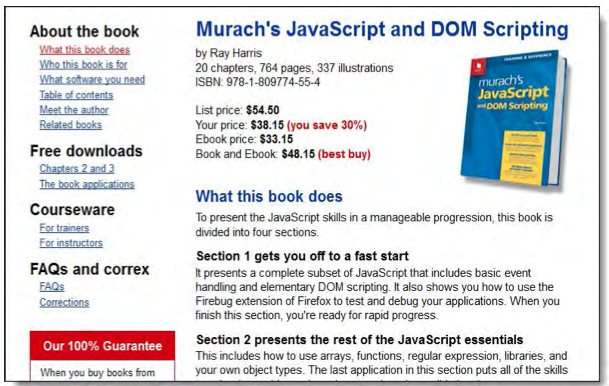 About the book
What this book does
Who this book is for
What software you need
Table of contents
Meet the author
Related books
Free downloads
Chapters 2 and 3
The book applications
Courseware
For trainers
For instructors
FAQs and correx
FAQs
Corrections
Our 100% Guarantee
When you buy books from
Murach's JavaScript and DOM Scripting
by Ray Harris
20 chapters, 764 pages, 337 illustrations
ISBN: 978-1-809774-55-4
List price: $54.50
Your price: $38.15 (you save 30%)
Ebook price: $33.15
Book and Ebook: $48.15 (best buy)
TRAINING & REFERENCE
murach's
JavaScript
and DOM Scripting
What this book does
To present the JavaScript skills in a manageable progression, this book is
divided into four sections.
Section 1 gets you off to a fast start
It presents a complete subset of JavaScript that includes basic event
handling and elementary DOM scripting. It also shows you how to use the
Firebug extension of Firefox to test and debug your applications. When you
finish this section, you're ready for rapid progress.
Section 2 presents the rest of the JavaScript essentials
This includes how to use arrays, functions, regular expression, libraries, and
your own object types. The last application in this section puts all of the skills